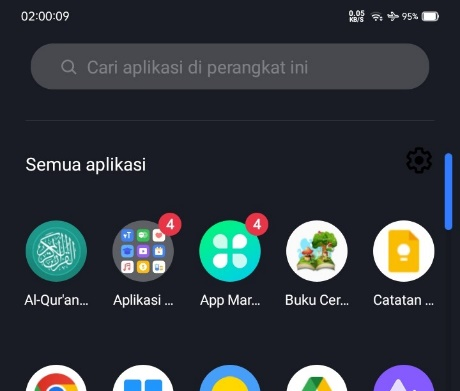 02:00:09
0.05
KB/S
95%
Cari aplikasi di perangkat ini
Semua aplikasi
4
4
Al-Qur'an...
Aplikasi ...
App Mar...
Buku Cer...
Catatan ...